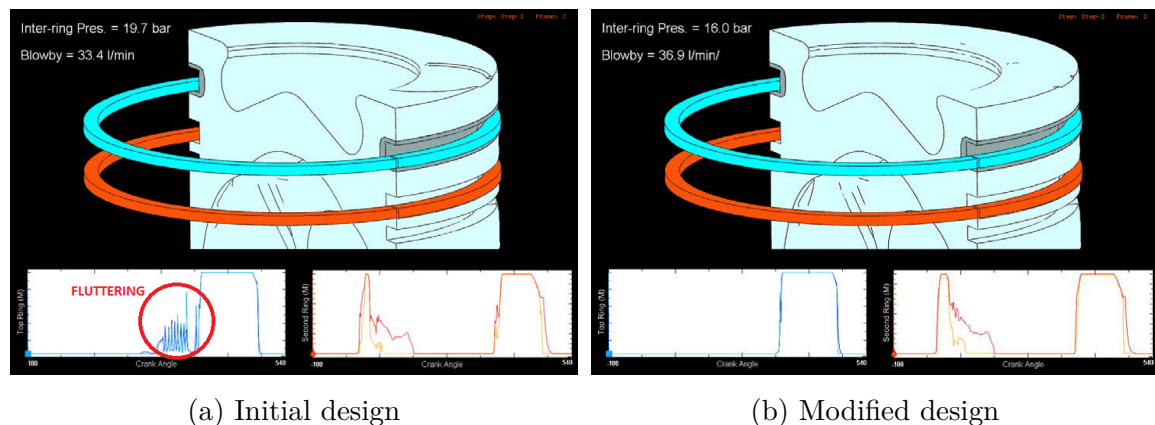 Step: Step-2 Frame: 2
Inter-ring Pres. = 19.7 bar
Blowby = 33.4 l/min
FLUTTERING
Top Ring (M)
-180
Crank Angle
540
Second Ring (M)
-180
Crank Angle
540
(a) Initial design
Step: Step-2 Frame: 2
Inter-ring Pres. = 16.0 bar
Blowby = 36.9 l/min/
Top Ring (M)
-180
Crank Angle
540
Second Ring (M)
-180
Crank Angle
540
(b) Modified design